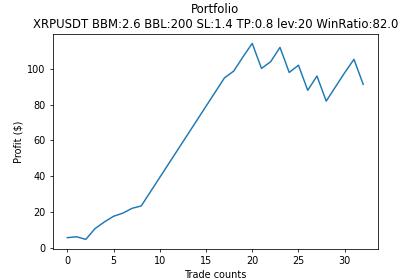 Portfolio
XRPUSDT BBM:2.6 BBL:200 SL:1.4 TP:0.8 lev:20 WinRatio:82.0
Profit ($)
100
80
60
40
20
0
0 5 10 15 20 25 30
Trade counts